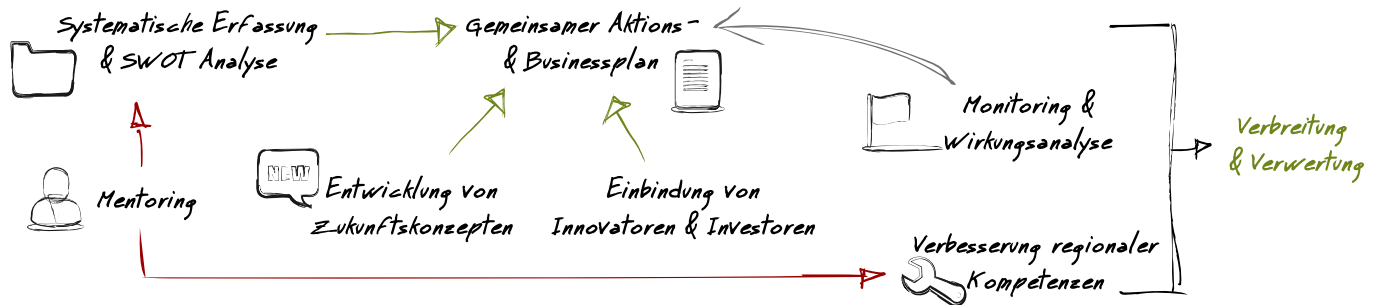 Systematische Erfassung
& SWOT Analyse
Gemeinsamer Aktions-
& Businessplan
Monitoring &
Wirkungsanalyse
Verbreitung
& Verwertung
Mentoring
NEW
Entwicklung von
Zukunftskonzepten
Einbindung von
Innovatoren & Investoren
Verbesserung regionaler
Kompetenzen